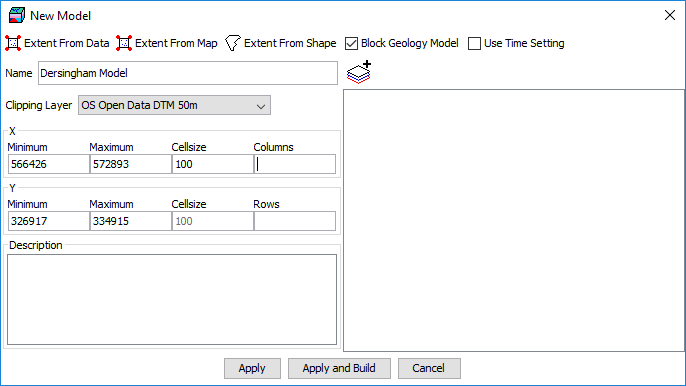 New Model
Extent From Data Extent From Map Extent From Shape Block Geology Model Use Time Setting
Name Dersingham Model
Clipping Layer OS Open Data DTM 50m
X
Minimum Maximum Cellsize Columns
566426 572893 100
Y
Minimum Maximum Cellsize Rows
326917 334915 100
Description
Apply Apply and Build Cancel